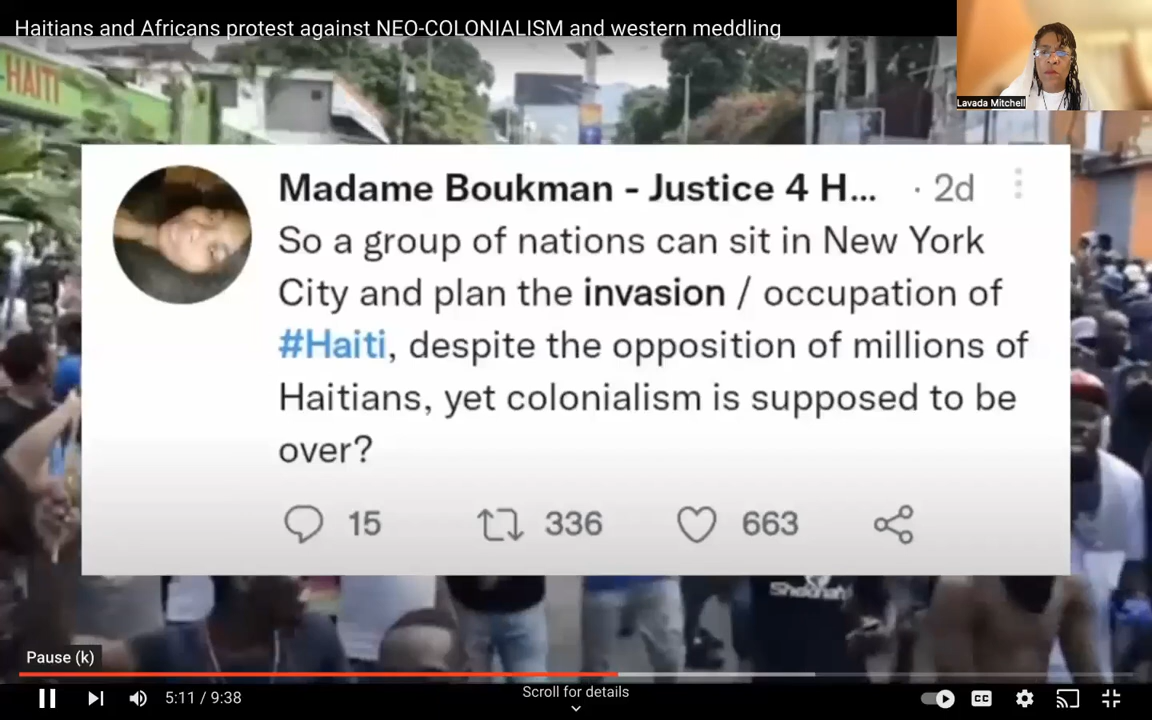 Haitians and Africans protest against NEO-COLONIALISM and western meddling
-HAITI
Lavada Mitchell
Madame Boukman - Justice 4 H... · 2d
So a group of nations can sit in New York
City and plan the invasion / occupation of
#Haiti, despite the opposition of millions of
Haitians, yet colonialism is supposed to be
over?
15 336 663
Pause (k)
5:11 / 9:38
Scroll for details
CC